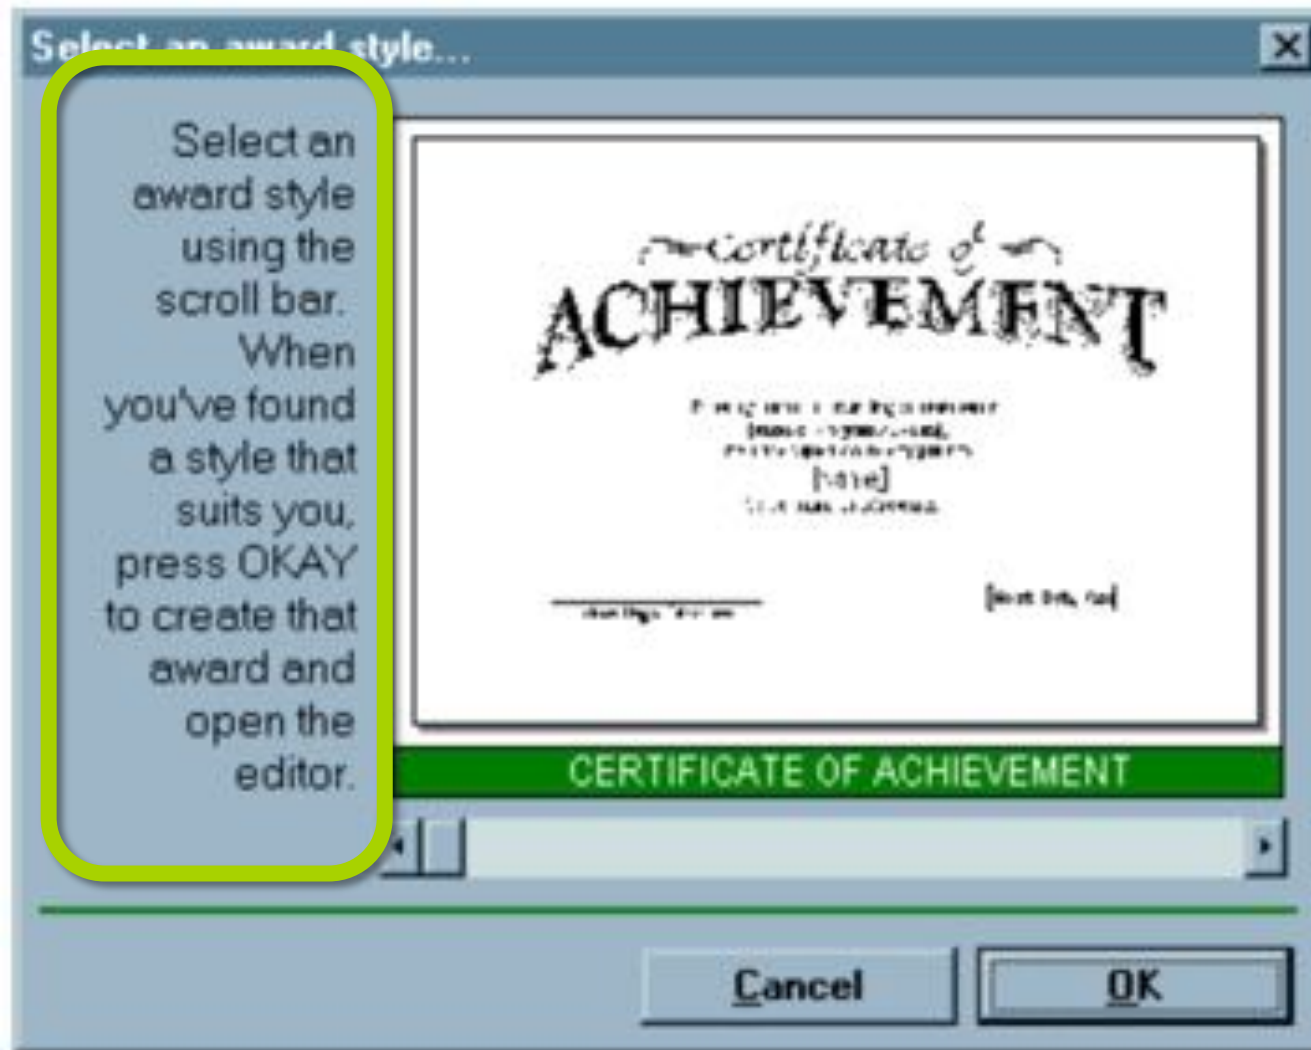 Select an award style...
Select an
award style
using the
scroll bar.
When
you've found
a style that
suits you,
press OKAY
to create that
award and
open the
editor.
Certificate of
ACHIEVEMENT
[Name]
CERTIFICATE OF ACHIEVEMENT
Cancel
OK